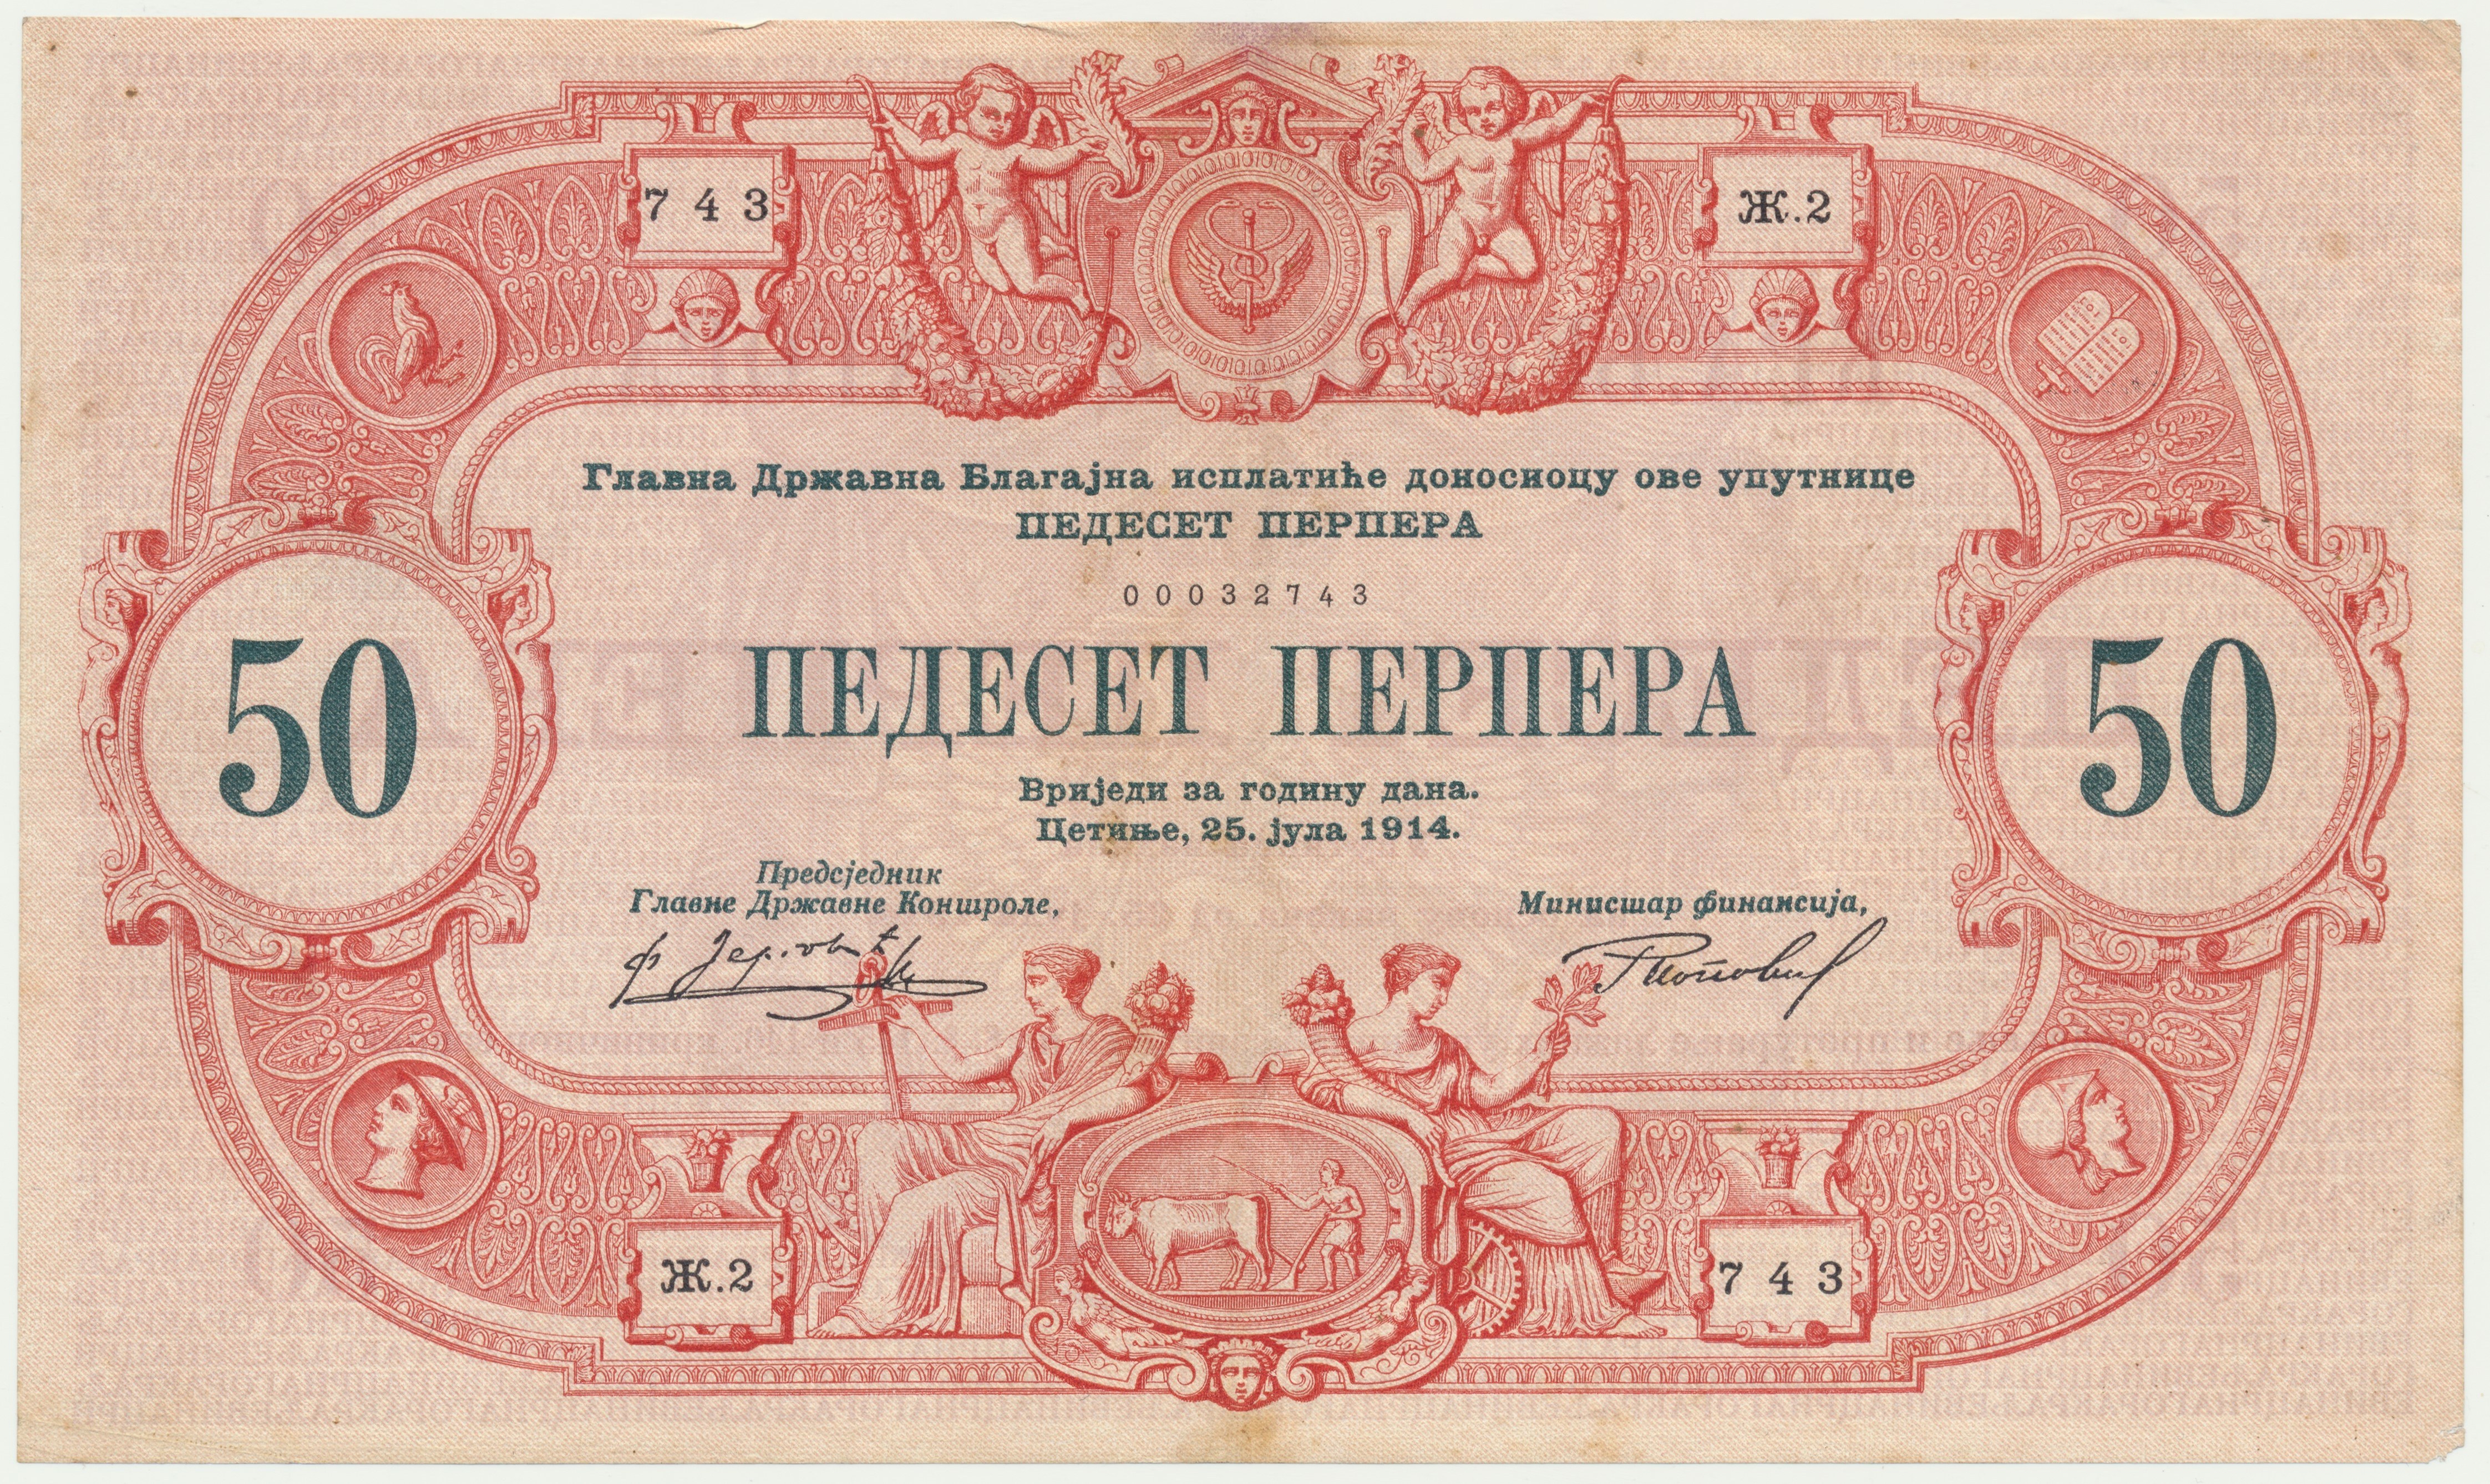 743
Ж.2
Главна Државна Благајна исплатиће доносиоцу ове упутнице
ПЕДЕСЕТ ПЕРПЕРА
00032743
50
ПЕДЕСЕТ ПЕРПЕРА
50
Вриједи за годину дана.
Цетиње, 25. јула 1914.
Предсједник
Главне Државне Контроле,
Министар финансија,
Ж.2
743